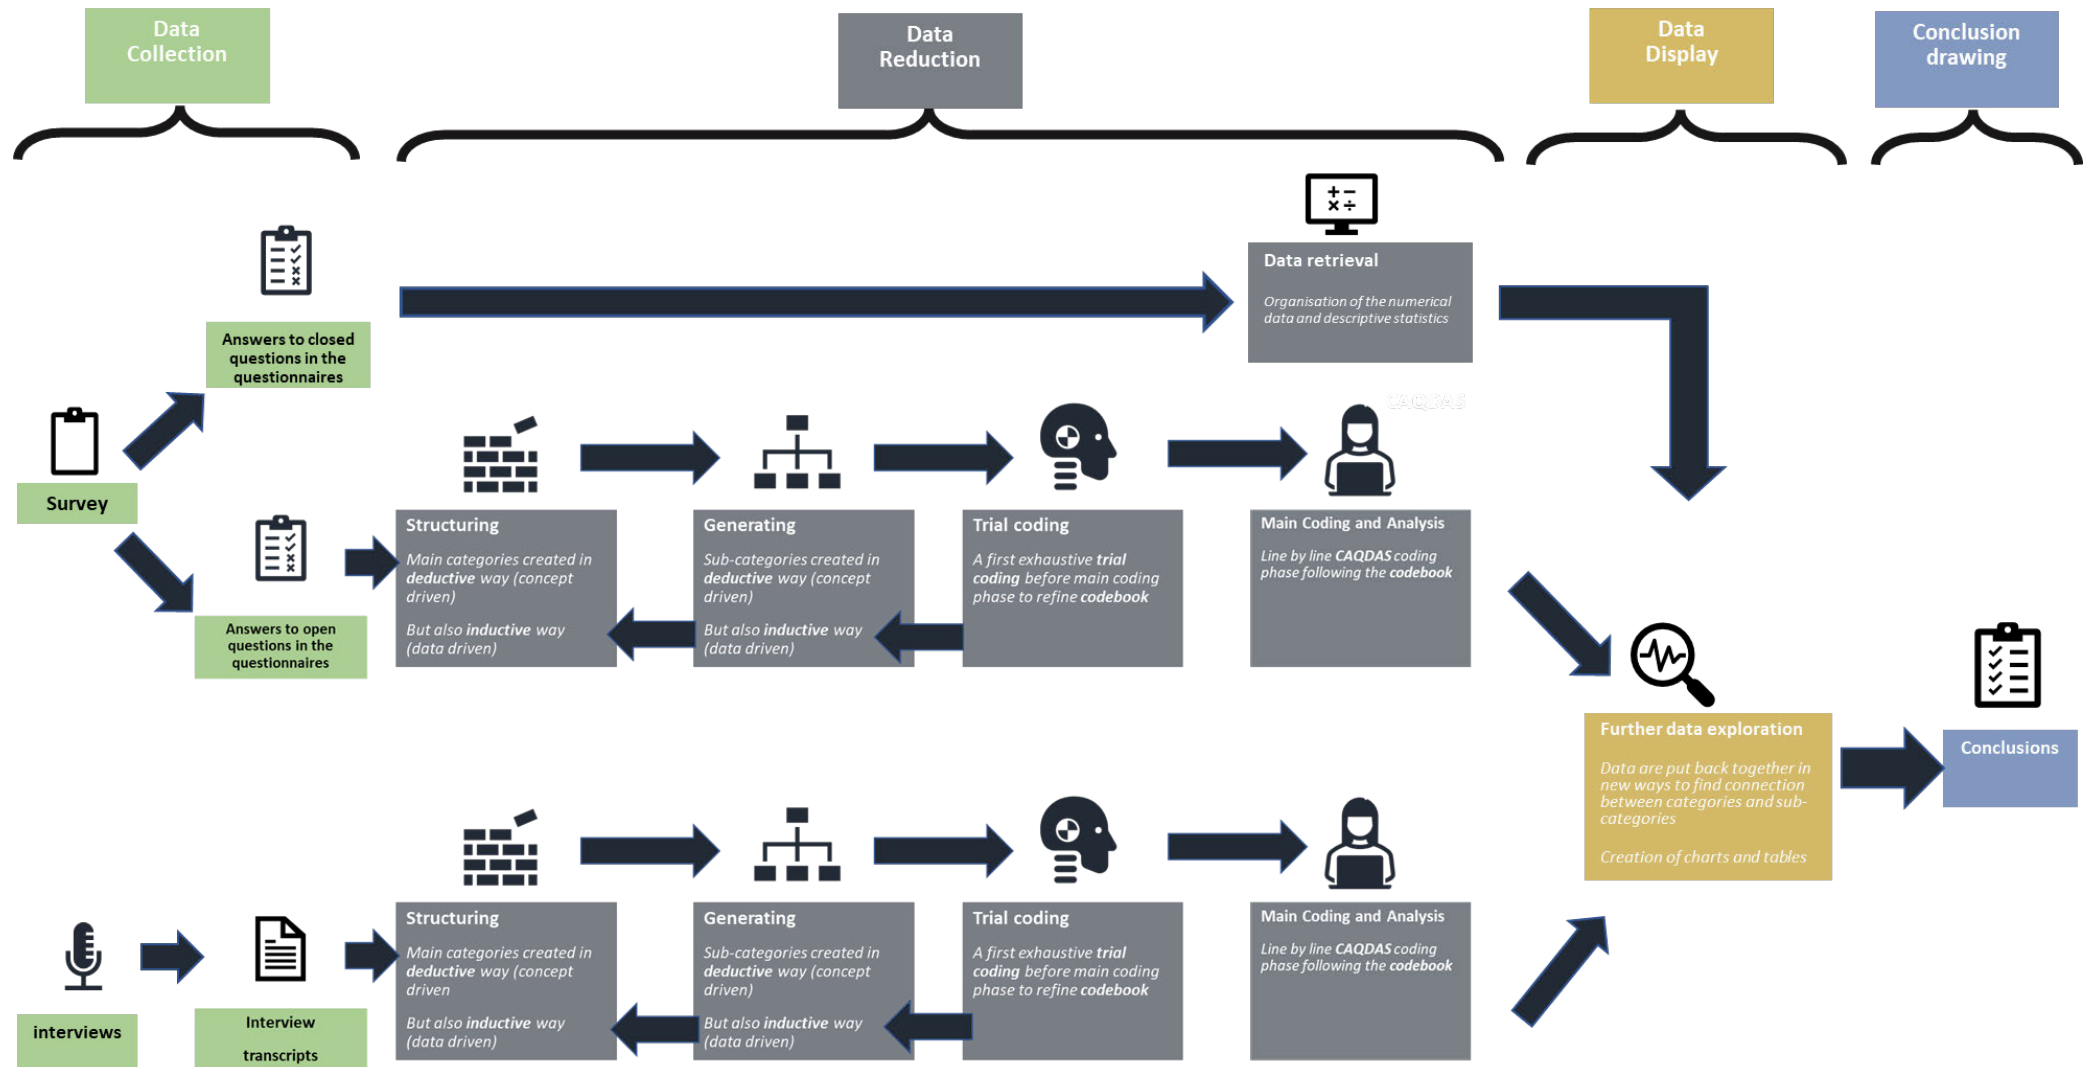 Data
Collection
Data
Reduction
Data
Display
Conclusion
drawing
+ −
× ÷
Data retrieval
Organisation of the numerical
data and descriptive statistics
Answers to closed
questions in the
questionnaires
CAQDAS
Survey
Structuring
Main categories created in
deductive way (concept
driven)
But also inductive way
(data driven)
Generating
Sub-categories created in
deductive way (concept
driven)
But also inductive way
(data driven)
Trial coding
A first exhaustive trial
coding before main coding
phase to refine codebook
Main Coding and Analysis
Line by line CAQDAS coding
phase following the codebook
Answers to open
questions in the
questionnaires
Further data exploration
Data are put back together in
new ways to find connection
between categories and sub-
categories
Creation of charts and tables
Conclusions
interviews
Interview
transcripts
Structuring
Main categories created in
deductive way (concept
driven
But also inductive way
(data driven)
Generating
Sub-categories created in
deductive way (concept
driven)
But also inductive way
(data driven)
Trial coding
A first exhaustive trial
coding before main coding
phase to refine codebook
Main Coding and Analysis
Line by line CAQDAS coding
phase following the codebook